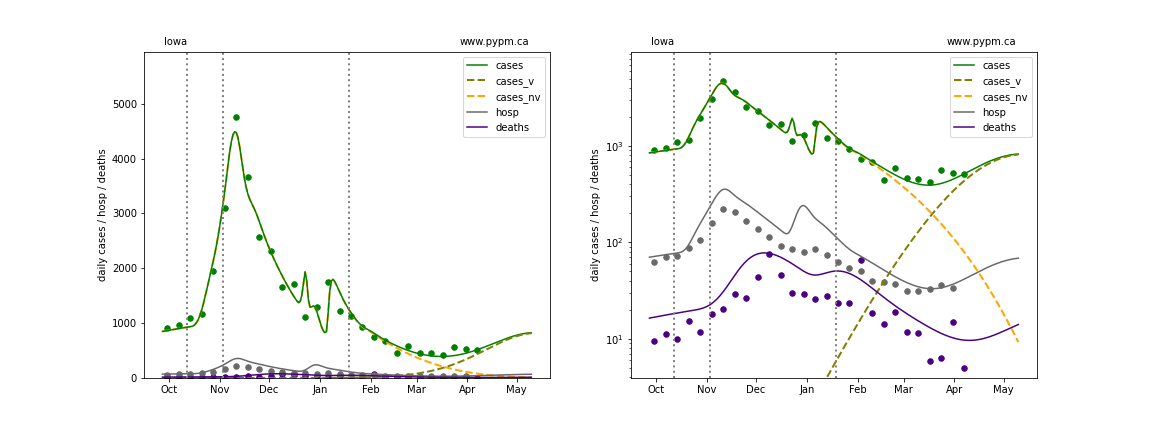 Iowa
www.pypm.ca
daily cases / hosp / deaths
5000
4000
3000
2000
1000
0
Oct Nov Dec Jan Feb Mar Apr May
cases
cases_v
cases_nv
hosp
deaths
Iowa
www.pypm.ca
daily cases / hosp / deaths
10³
10²
10¹
Oct Nov Dec Jan Feb Mar Apr May
cases
cases_v
cases_nv
hosp
deaths